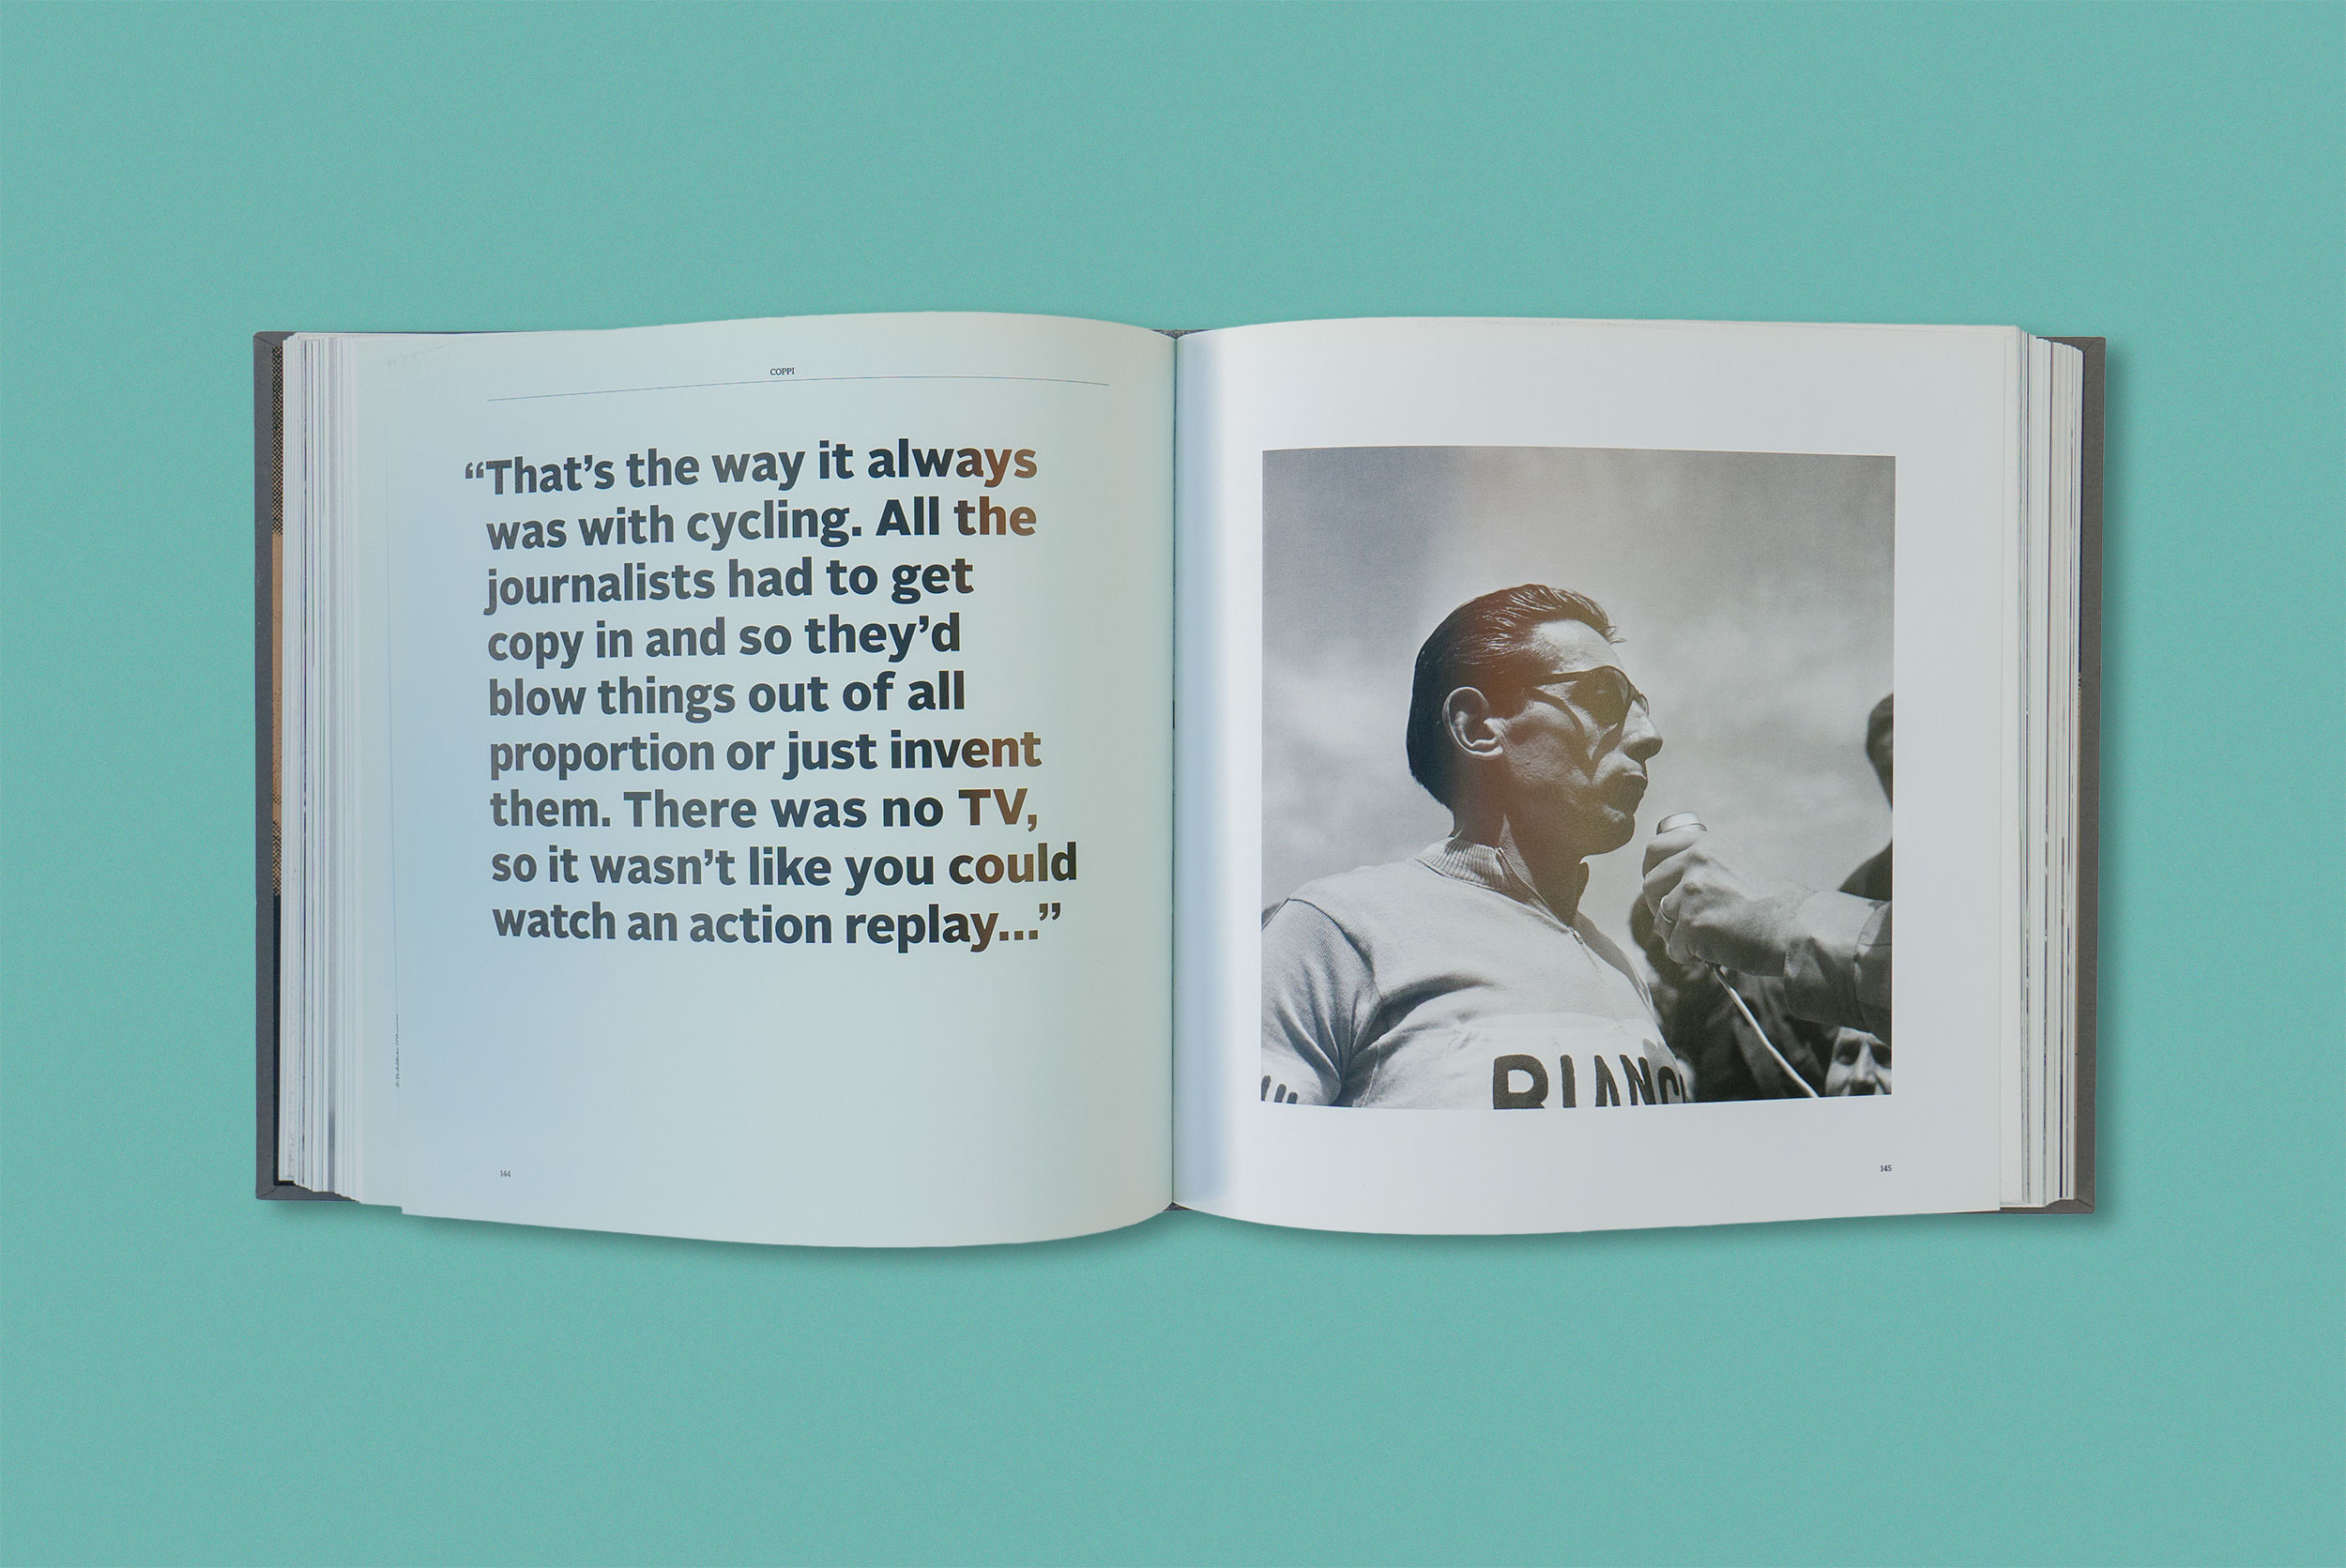 COPPI
“That’s the way it always
was with cycling. All the
journalists had to get
copy in and so they’d
blow things out of all
proportion or just invent
them. There was no TV,
so it wasn’t like you could
watch an action replay...”
144
BIANC
145